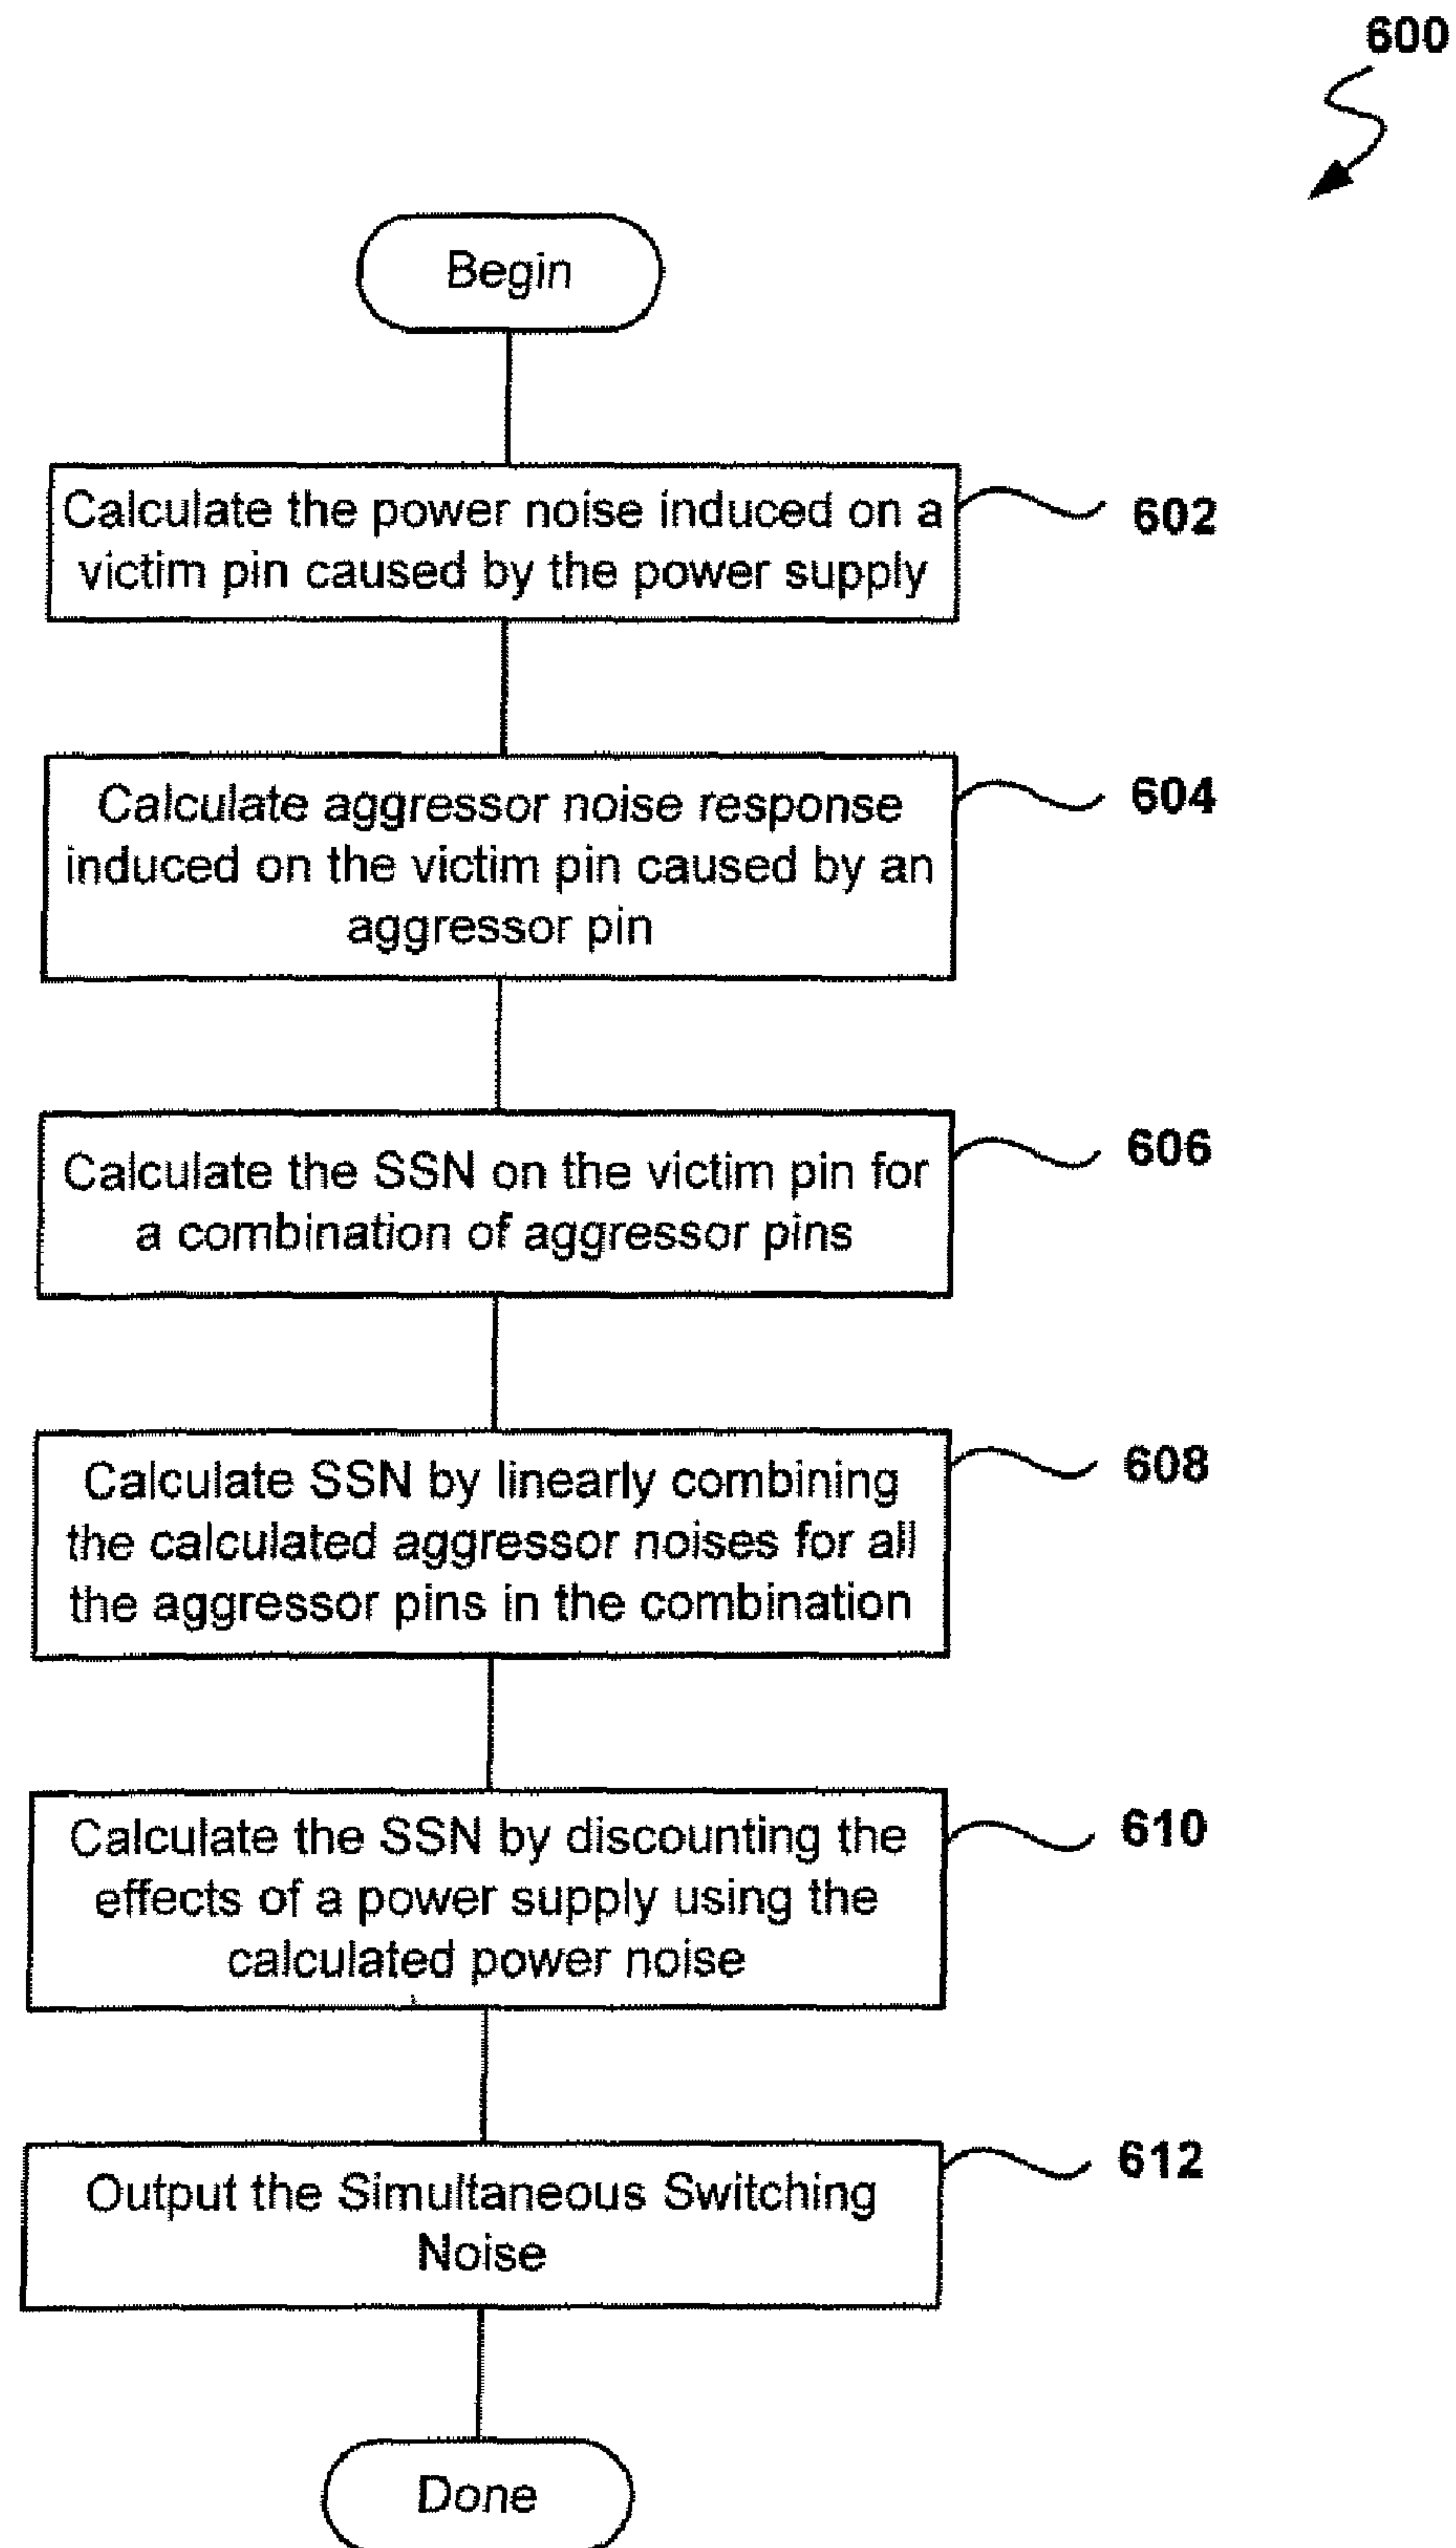 600
Begin
Calculate the power noise induced on a
victim pin caused by the power supply
602
Calculate aggressor noise response
induced on the victim pin caused by an
aggressor pin
604
Calculate the SSN on the victim pin for
a combination of aggressor pins
606
Calculate SSN by linearly combining
the calculated aggressor noises for all
the aggressor pins in the combination
608
Calculate the SSN by discounting the
effects of a power supply using the
calculated power noise
610
Output the Simultaneous Switching
Noise
612
Done